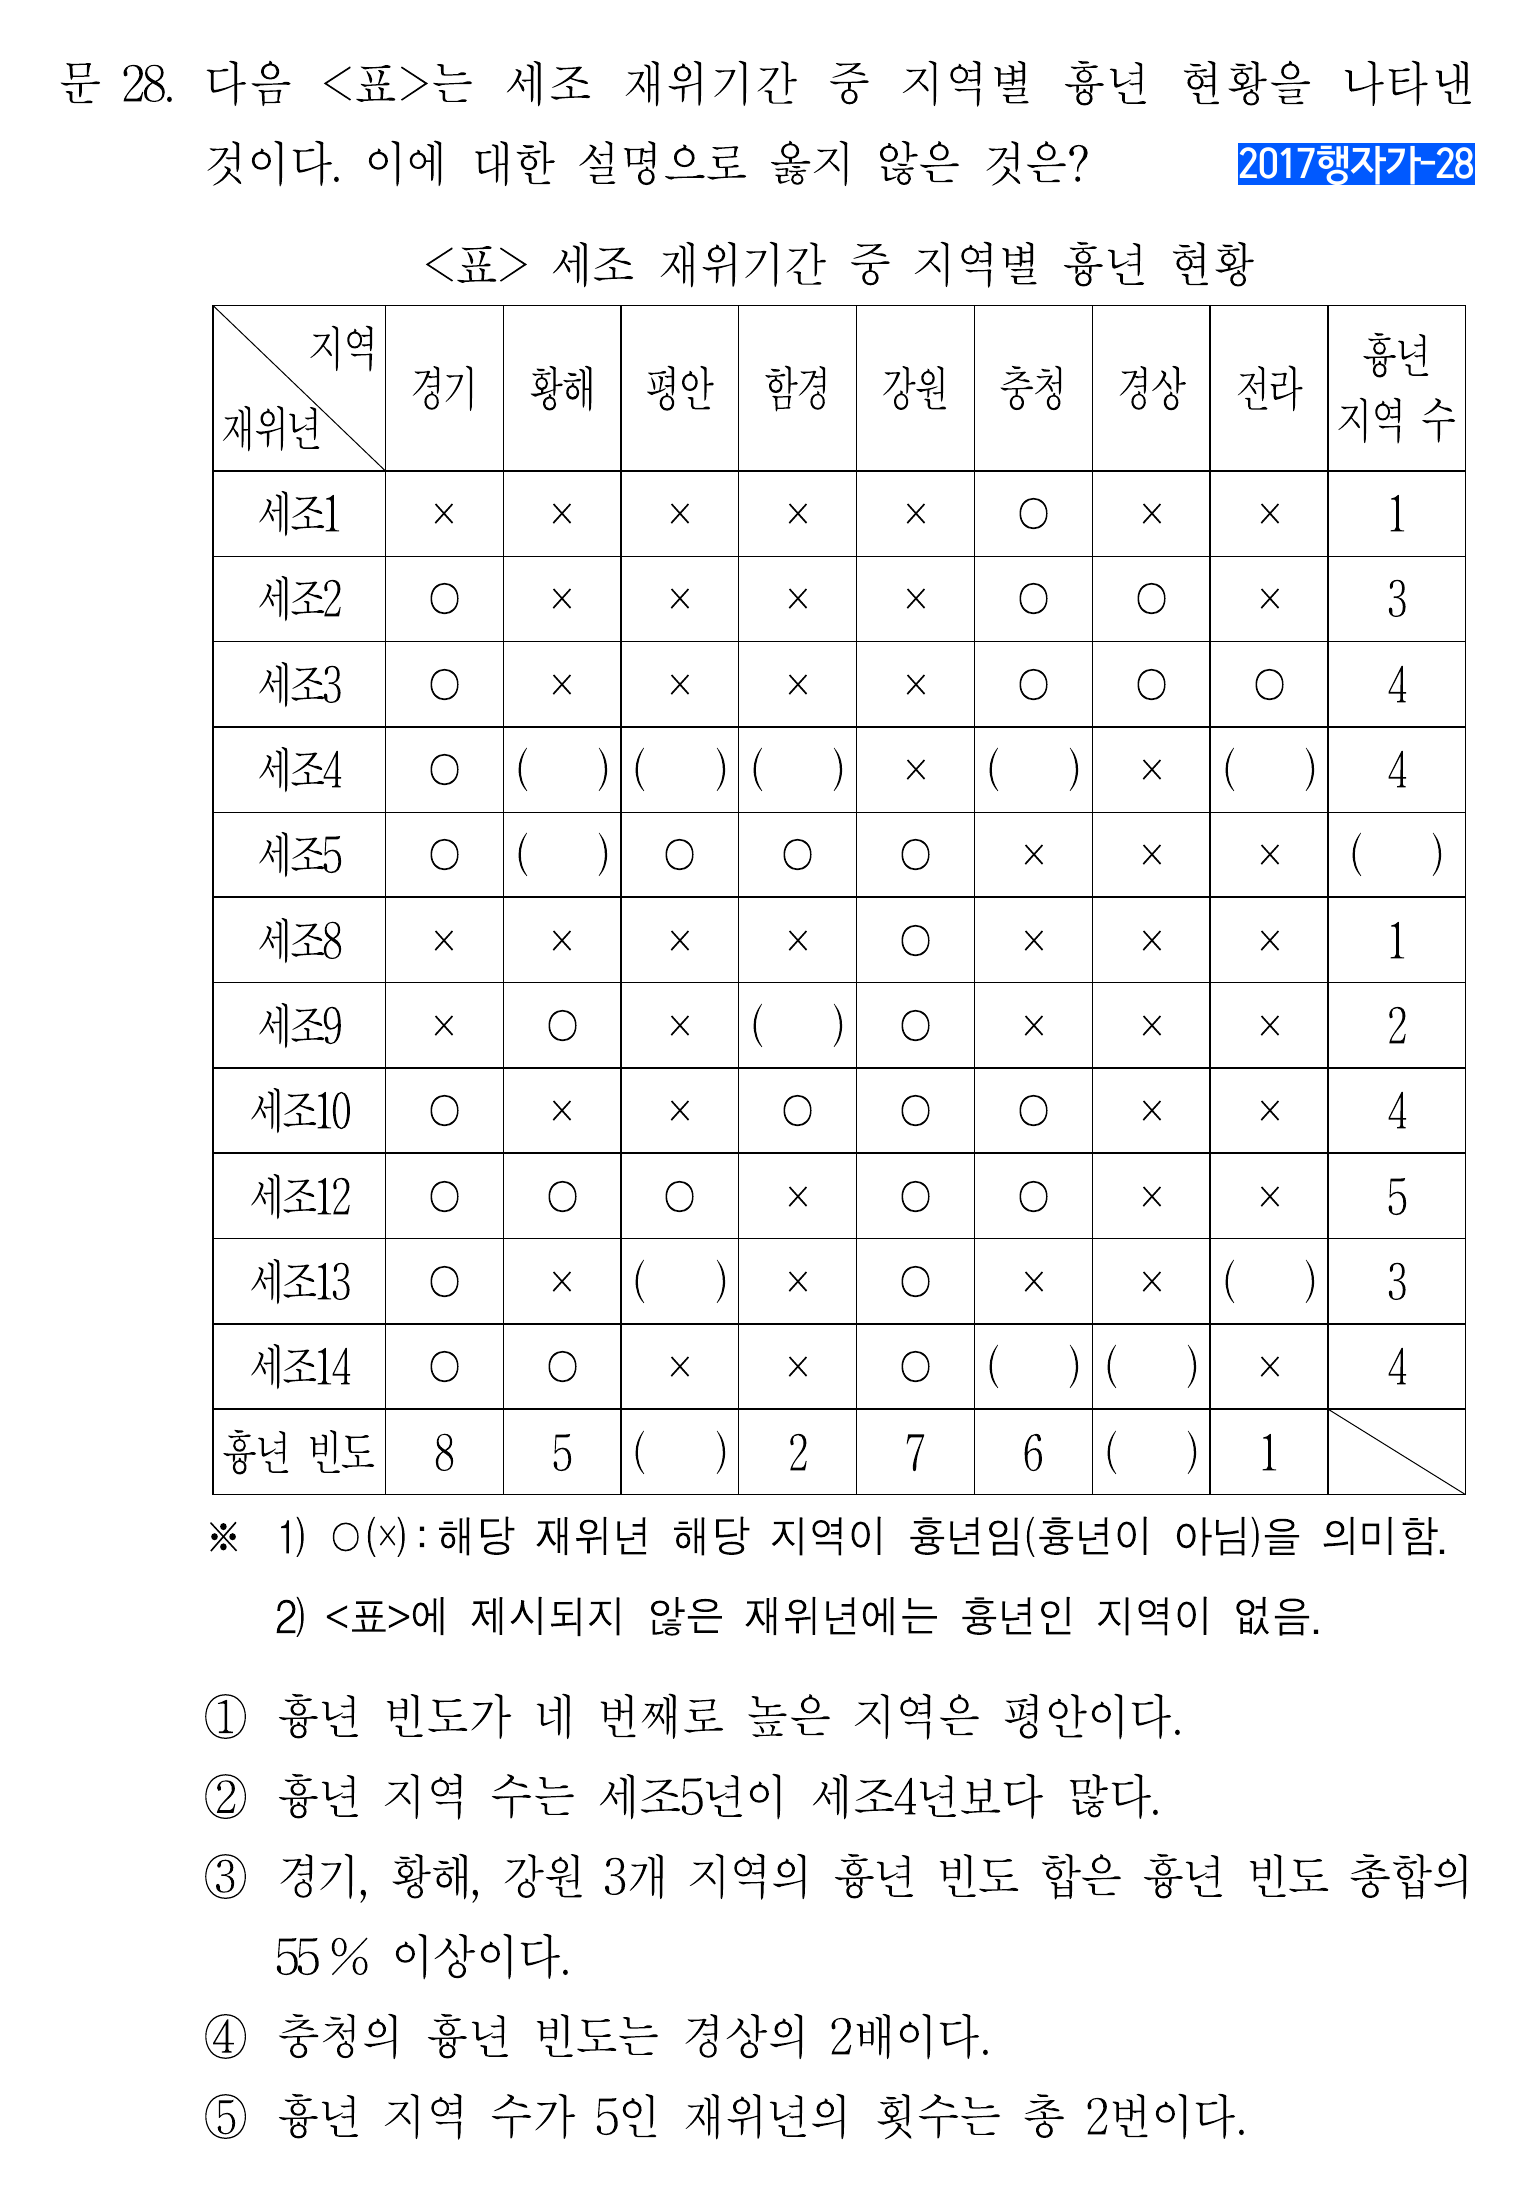 문 28. 다음 <표>는 세조 재위기간 중 지역별 흉년 현황을 나타낸
것이다. 이에 대한 설명으로 옳지 않은 것은? 2017행자가-28
<표> 세조 재위기간 중 지역별 흉년 현황
지역 재위년 경기 황해 평안 함경 강원 충청 경상 전라 흉년 지역 수
세조1 × × × × × ○ × × 1
세조2 ○ × × × × ○ ○ × 3
세조3 ○ × × × × ○ ○ ○ 4
세조4 ○ ( ) ( ) ( ) × ( ) × ( ) 4
세조5 ○ ( ) ○ ○ ○ × × × ( )
세조8 × × × × ○ × × × 1
세조9 × ○ × ( ) ○ × × × 2
세조10 ○ × × ○ ○ ○ × × 4
세조12 ○ ○ ○ × ○ ○ × × 5
세조13 ○ × ( ) × ○ × × ( ) 3
세조14 ○ ○ × × ○ ( ) ( ) × 4
흉년 빈도 8 5 ( ) 2 7 6 ( ) 1
※ 1) ○(×) : 해당 재위년 해당 지역이 흉년임(흉년이 아님)을 의미함.
2) <표>에 제시되지 않은 재위년에는 흉년인 지역이 없음.
① 흉년 빈도가 네 번째로 높은 지역은 평안이다.
② 흉년 지역 수는 세조5년이 세조4년보다 많다.
③ 경기, 황해, 강원 3개 지역의 흉년 빈도 합은 흉년 빈도 총합의
55 % 이상이다.
④ 충청의 흉년 빈도는 경상의 2배이다.
⑤ 흉년 지역 수가 5인 재위년의 횟수는 총 2번이다.